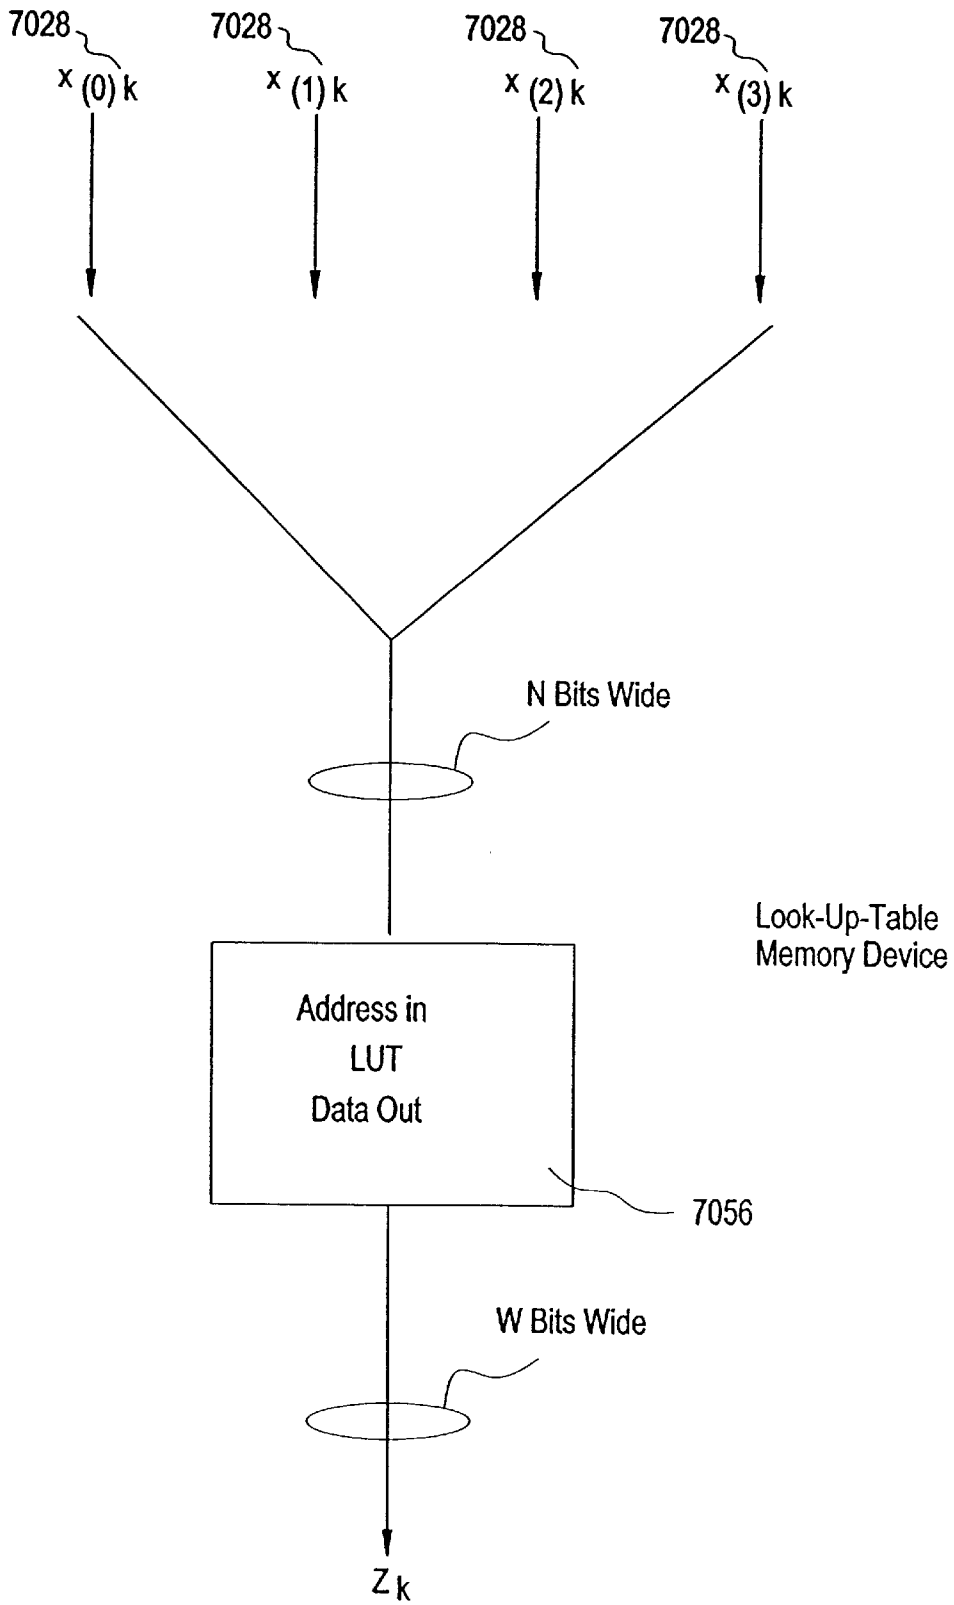 7028 7028 7028 7028
x (0) k x (1) k x (2) k x (3) k
N Bits Wide
Look-Up-Table
Memory Device
Address in
LUT
Data Out
7056
W Bits Wide
Z k